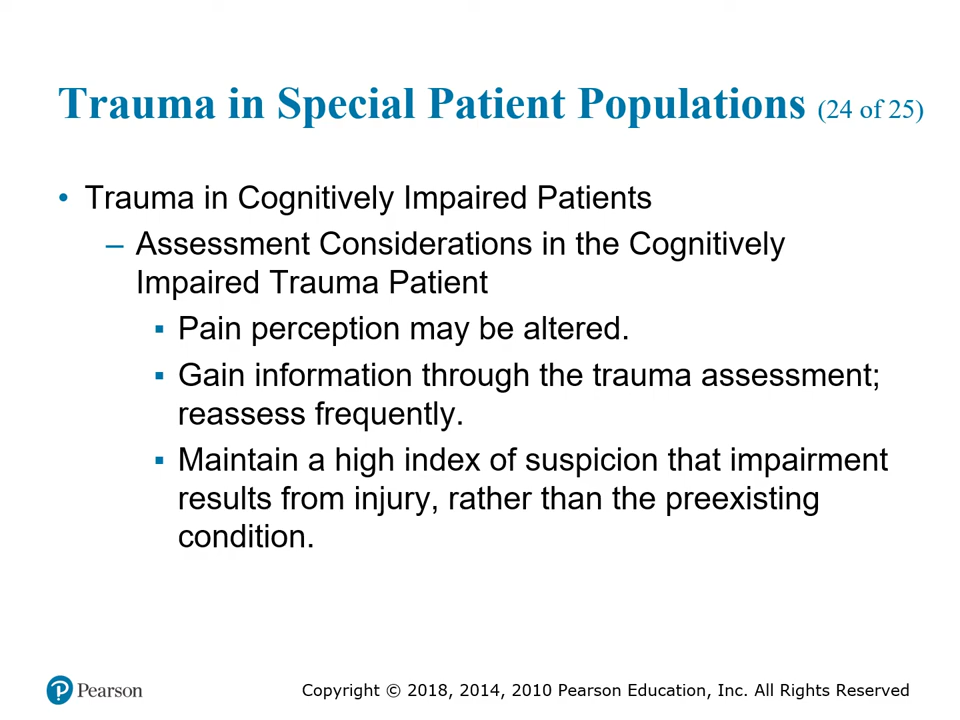 Trauma in Special Patient Populations (24 of 25)
• Trauma in Cognitively Impaired Patients
– Assessment Considerations in the Cognitively
Impaired Trauma Patient
▪ Pain perception may be altered.
▪ Gain information through the trauma assessment;
reassess frequently.
▪ Maintain a high index of suspicion that impairment
results from injury, rather than the preexisting
condition.
Pearson
Copyright © 2018, 2014, 2010 Pearson Education, Inc. All Rights Reserved